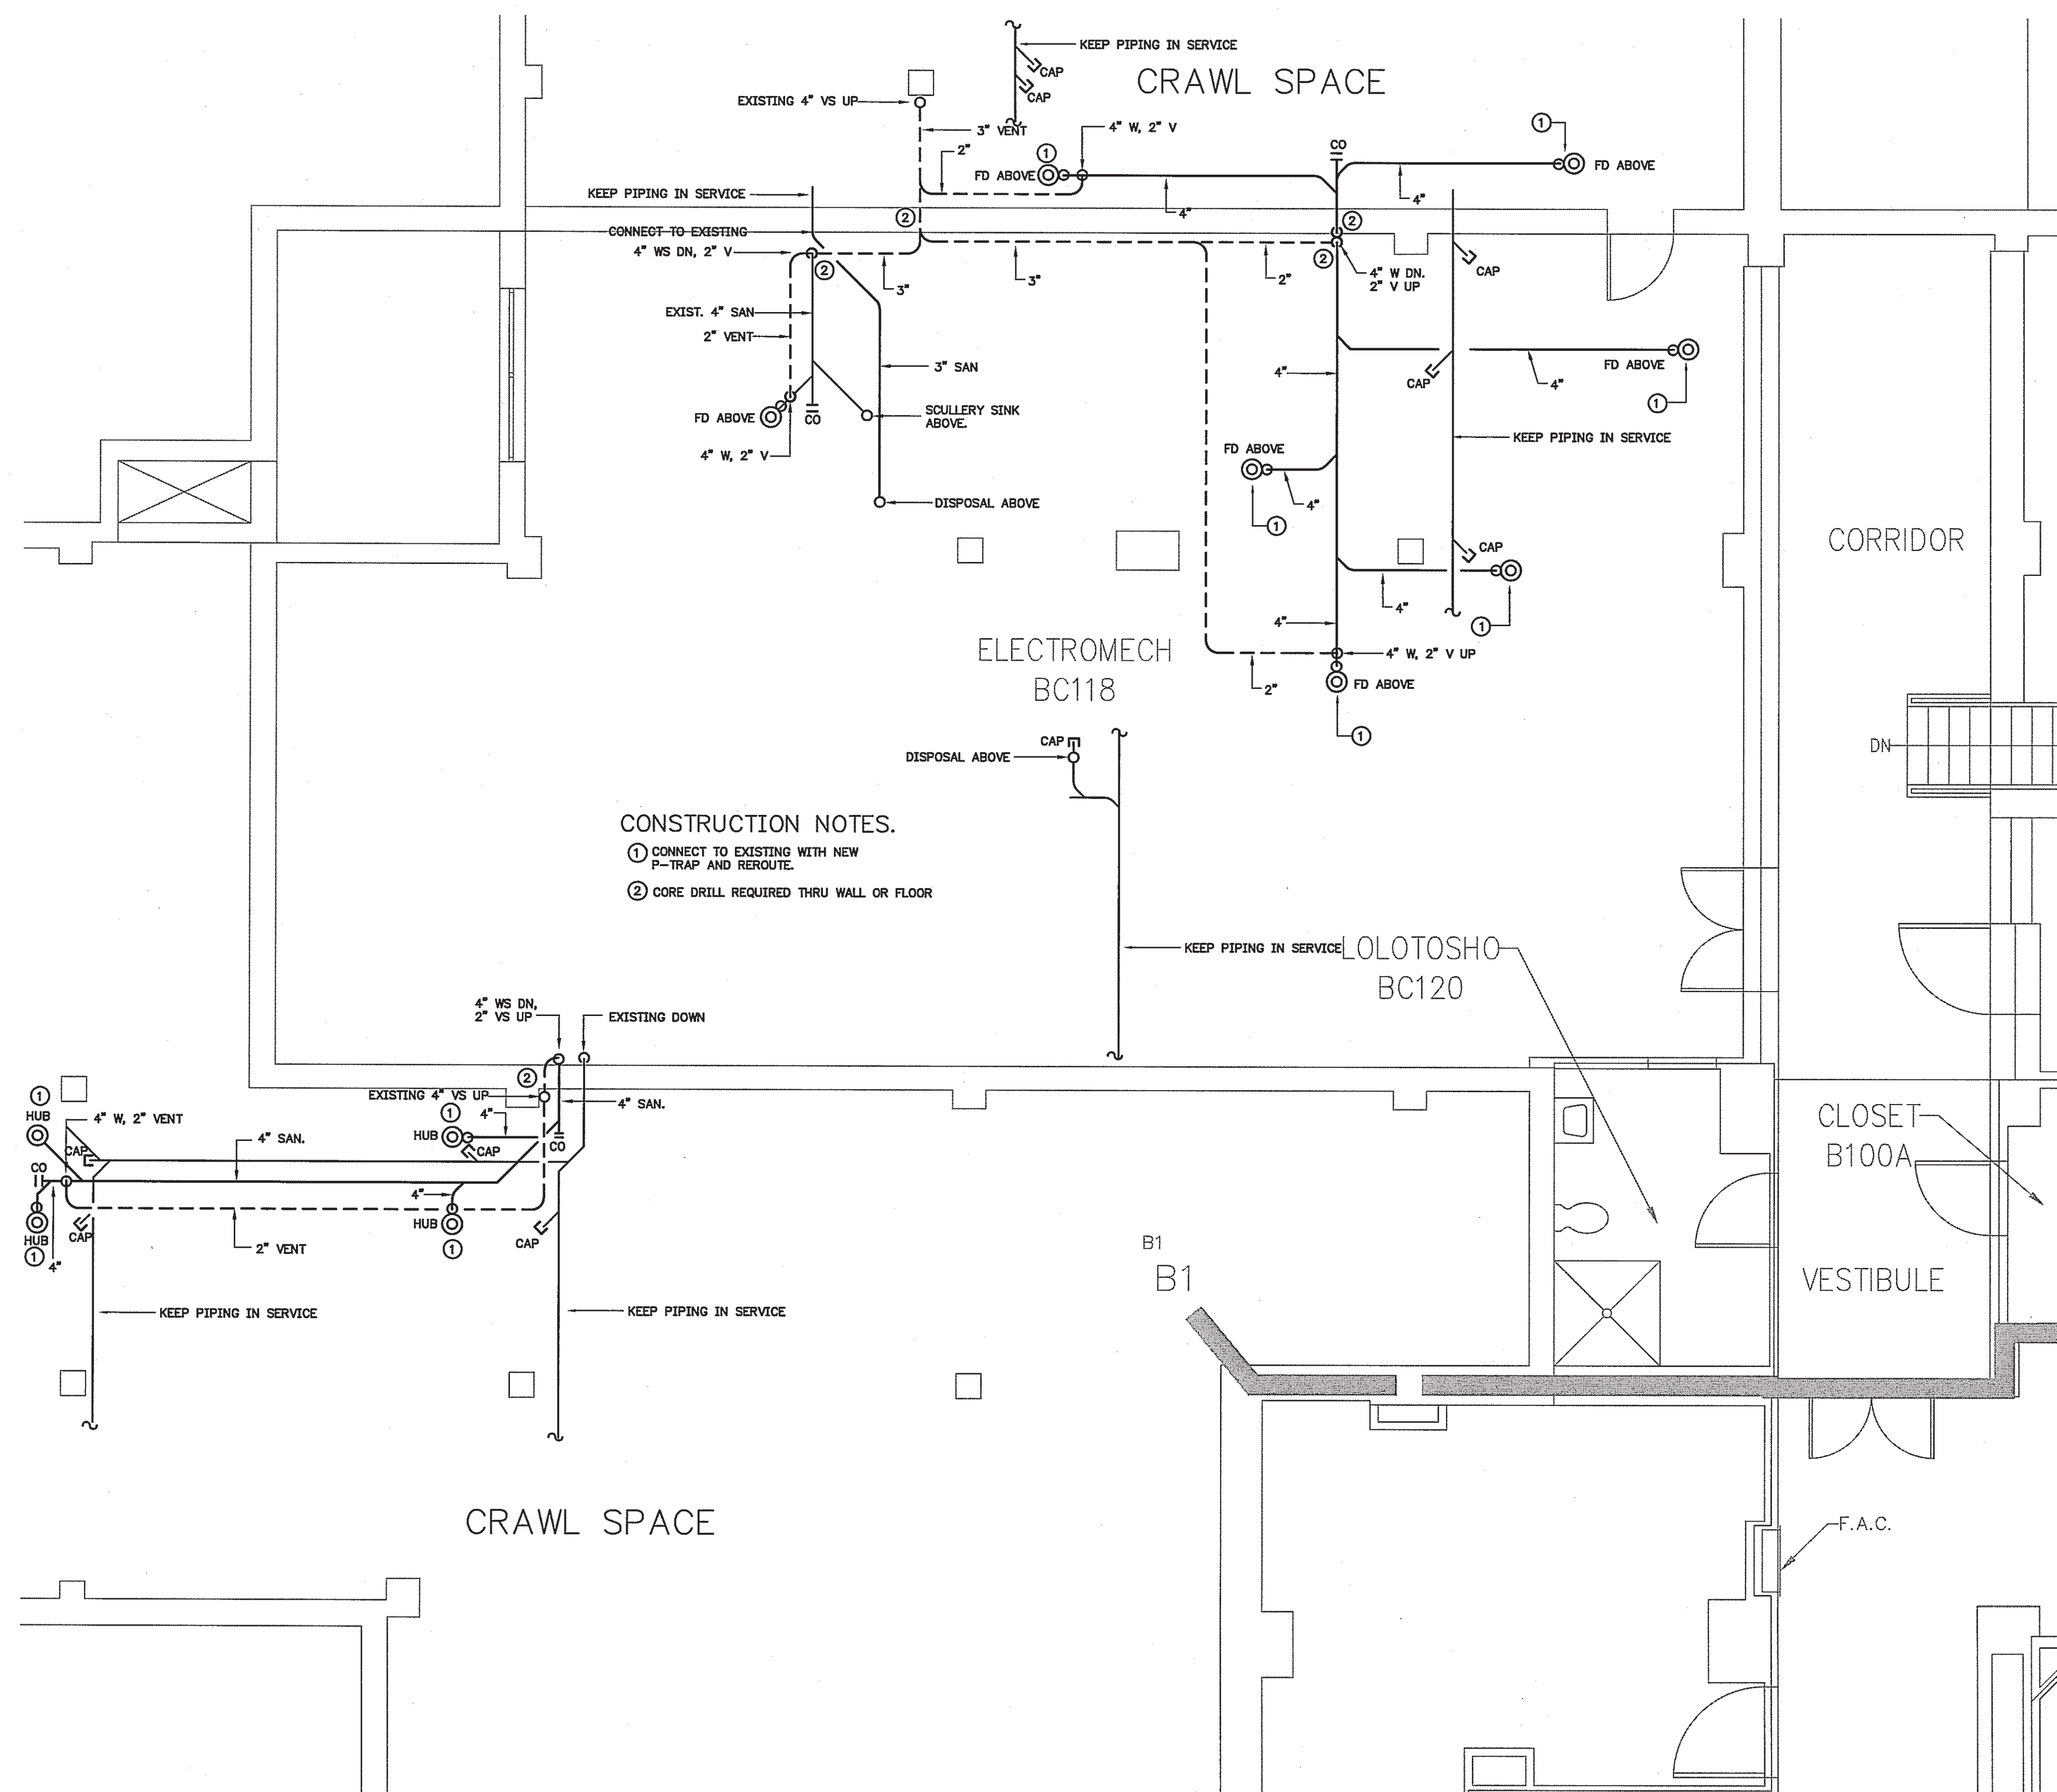 KEEP PIPING IN SERVICE
CAP
CAP
CRAWL SPACE
EXISTING 4" VS UP
3" VENT
4" W, 2" V
2"
1
FD ABOVE
CO
1
FD ABOVE
4"
4"
KEEP PIPING IN SERVICE
2
2
CONNECT TO EXISTING
4" WS DN, 2" V
2
3"
3"
2"
2
4" W DN.
2" V UP
CAP
EXIST. 4" SAN
2" VENT
3" SAN
4"
FD ABOVE
4"
CAP
1
FD ABOVE
CO
SCULLERY SINK
ABOVE.
4" W, 2" V
KEEP PIPING IN SERVICE
FD ABOVE
4"
1
DISPOSAL ABOVE
CAP
4"
1
4"
CORRIDOR
ELECTROMECH
BC118
4" W, 2" V UP
2"
FD ABOVE
1
CAP
DISPOSAL ABOVE
DN
CONSTRUCTION NOTES.
1 CONNECT TO EXISTING WITH NEW
P-TRAP AND REROUTE.
2 CORE DRILL REQUIRED THRU WALL OR FLOOR
KEEP PIPING IN SERVICE
LOLOTOSHO
BC120
4" WS DN,
2" VS UP
EXISTING DOWN
2
EXISTING 4" VS UP
4" SAN.
1
HUB
4" W, 2" VENT
4" SAN.
1
4"
HUB
CAP
CO
CAP
CO
4"
HUB
1
HUB
1
4"
CAP
2" VENT
CAP
CLOSET
B100A
B1
B1
VESTIBULE
KEEP PIPING IN SERVICE
KEEP PIPING IN SERVICE
CRAWL SPACE
F.A.C.